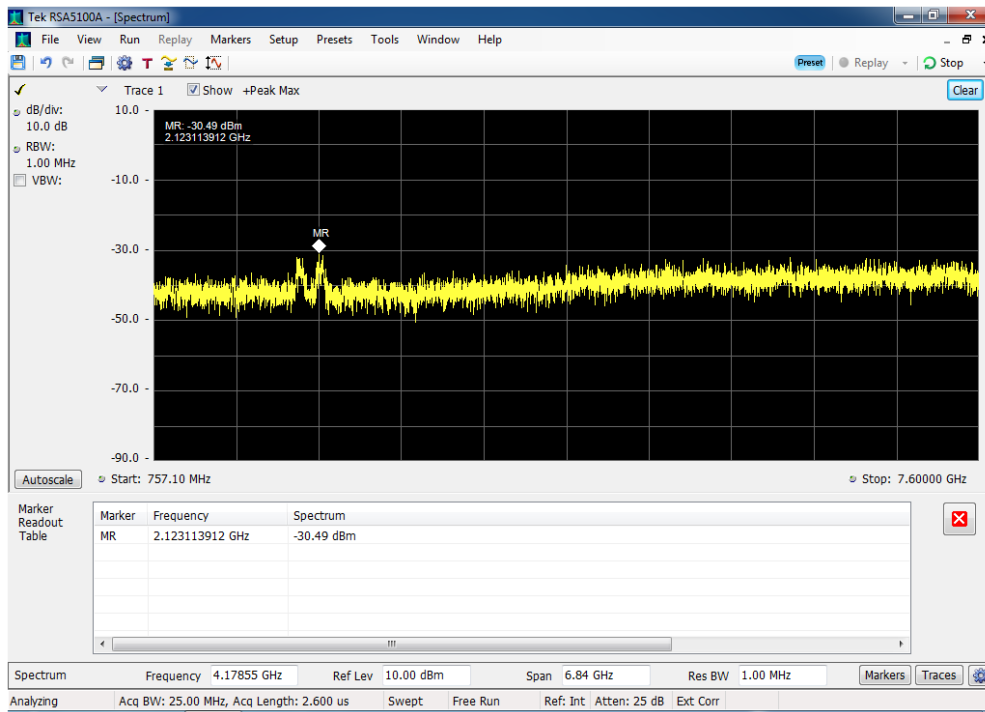 Tek RSA5100A - [Spectrum]
File View Run Replay Markers Setup Presets Tools Window Help
T Preset Replay Stop
Trace 1 Show +Peak Max Clear
dB/div:
10.0 dB
RBW:
1.00 MHz
VBW:
10.0 -
-10.0 -
-30.0 -
-50.0 -
-70.0 -
-90.0 -
MR: -30.49 dBm
2.123113912 GHz
MR
Autoscale Start: 757.10 MHz Stop: 7.60000 GHz
Marker
Readout
Table
Marker Frequency Spectrum
MR 2.123113912 GHz -30.49 dBm
Spectrum Frequency 4.17855 GHz Ref Lev 10.00 dBm Span 6.84 GHz Res BW 1.00 MHz Markers Traces
Analyzing Acq BW: 25.00 MHz, Acq Length: 2.600 us Swept Free Run Ref: Int Atten: 25 dB Ext Corr